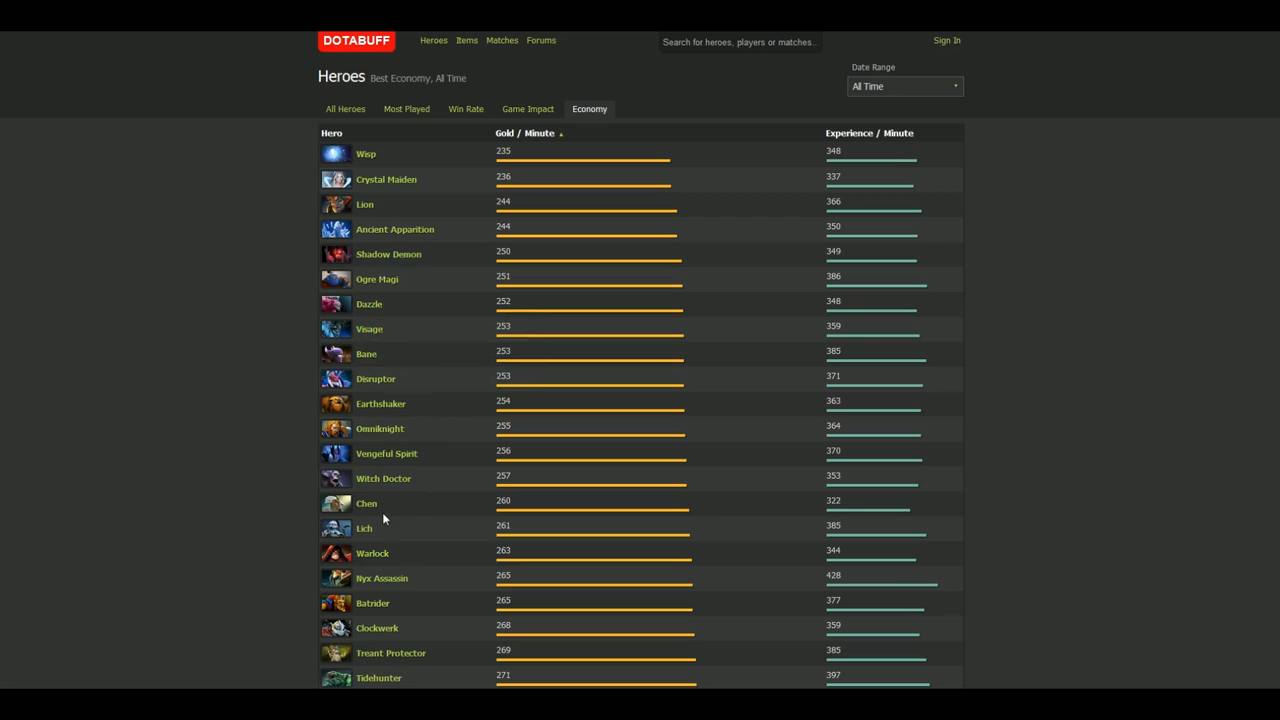 DOTABUFF Heroes Items Matches Forums Search for heroes, players or matches.. Sign In
Date Range
Heroes Best Economy, All Time
All Time
All Heroes Most Played Win Rate Game Impact Economy
Hero Gold / Minute Experience / Minute
Wisp 235 348
Crystal Maiden 236 337
Lion 244 366
Ancient Apparition 244 350
Shadow Demon 250 349
Ogre Magi 251 386
Dazzle 252 348
Visage 253 359
Bane 253 385
Disruptor 253 371
Earthshaker 254 363
Omniknight 255 364
Vengeful Spirit 256 370
Witch Doctor 257 353
Chen 260 322
Lich 261 385
Warlock 263 344
Nyx Assassin 265 428
Batrider 265 377
Clockwerk 268 359
Treant Protector 269 385
Tidehunter 271 397